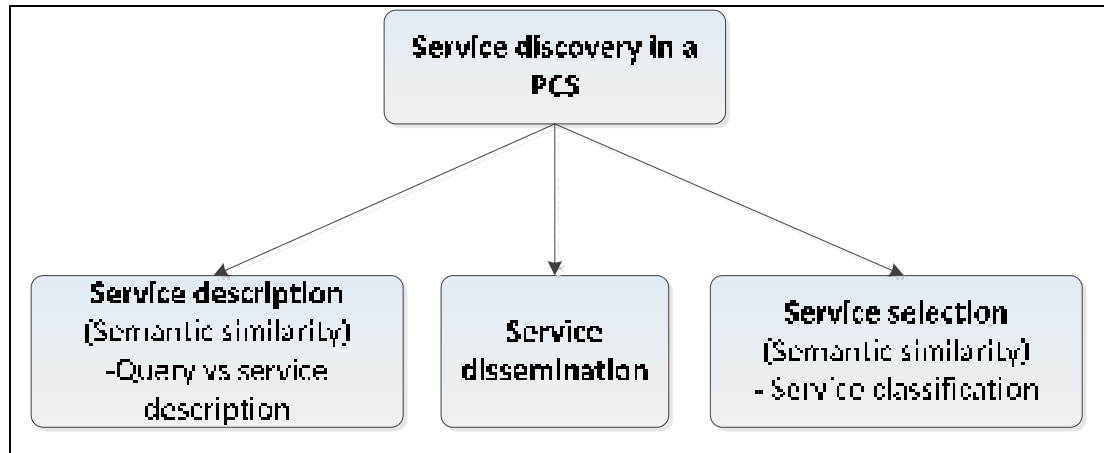 Service discovery in a
PCS
Service description
(Semantic similarity)
-Query vs service
description
Service
dissemination
Service selection
(Semantic similarity)
- Service classification